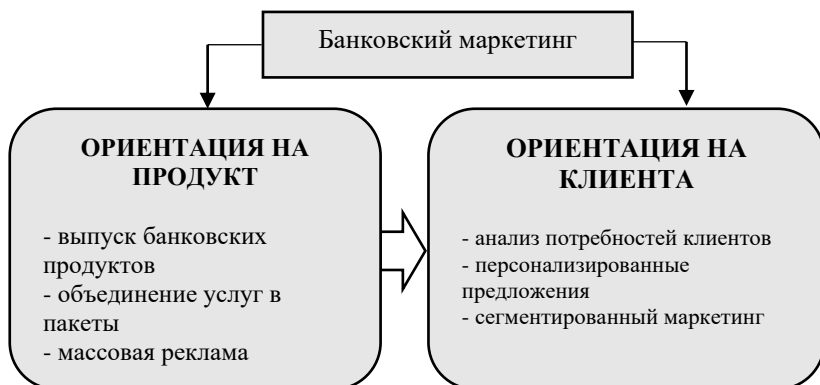 Банковский маркетинг
ОРИЕНТАЦИЯ НА
ПРОДУКТ
- выпуск банковских
продуктов
- объединение услуг в
пакеты
- массовая реклама
ОРИЕНТАЦИЯ НА
КЛИЕНТА
- анализ потребностей клиентов
- персонализированные
предложения
- сегментированный маркетинг